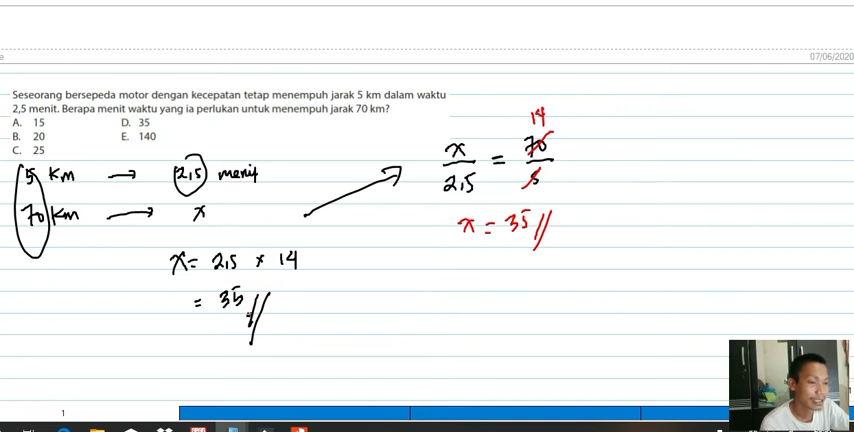 07/06/2020
Seseorang bersepeda motor dengan kecepatan tetap menempuh jarak 5 km dalam waktu
2,5 menit. Berapa menit waktu yang ia perlukan untuk menempuh jarak 70 km?
A. 15 D. 35
B. 20 E. 140
C. 25
5 km → 2,5 menit
70 km → x
x = 2,5 × 14
= 35 //
14
x/2,5 = 70/5
x = 35 //
1